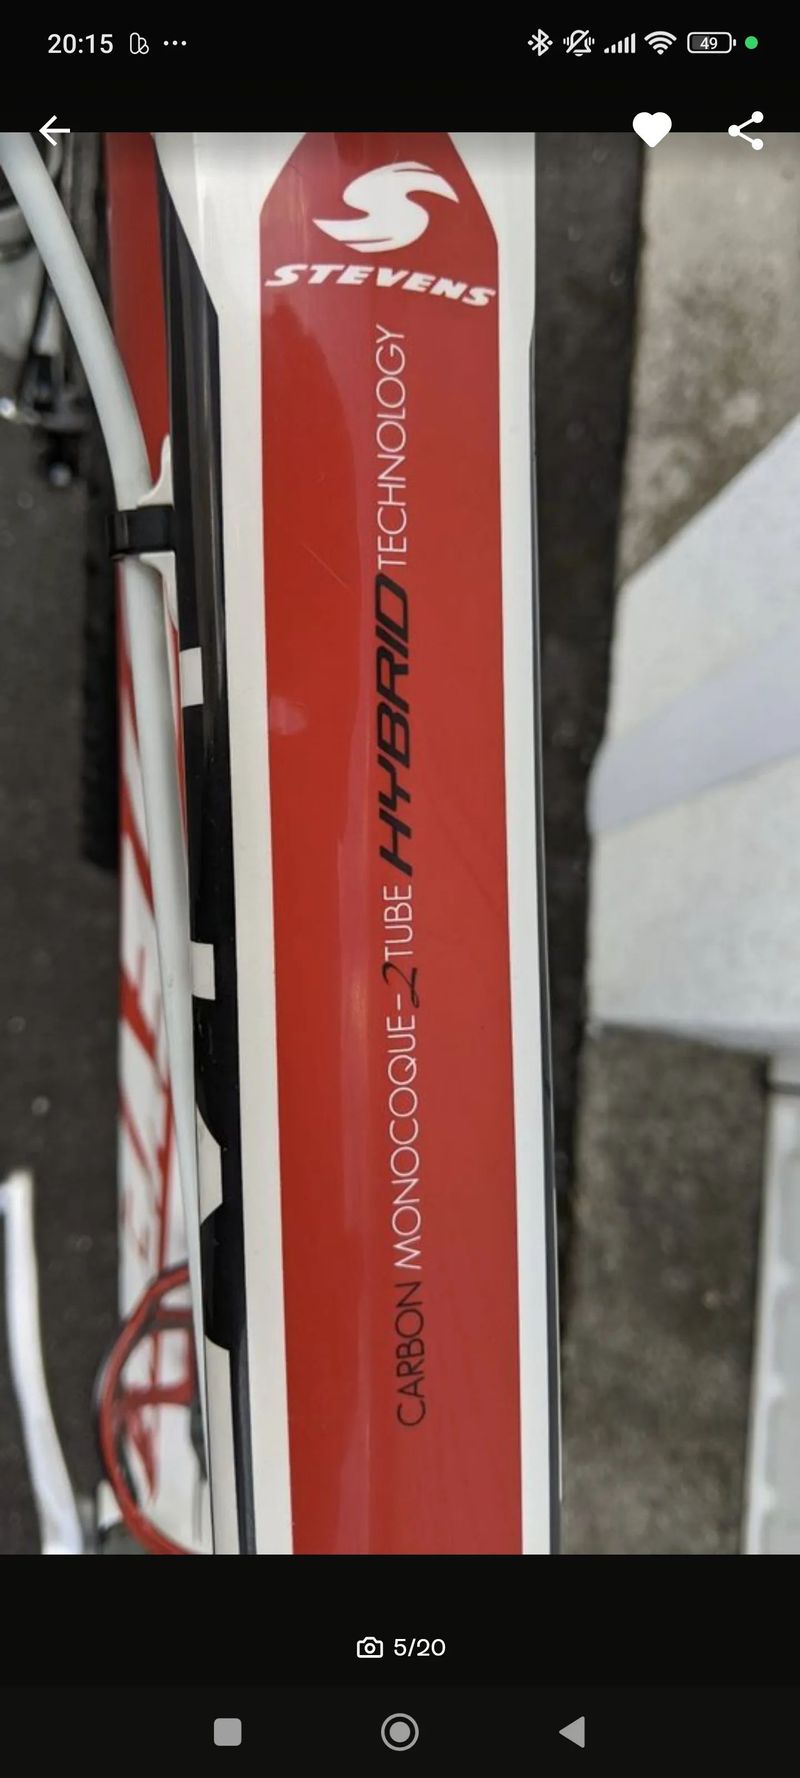 20:15
49
STEVENS
CARBON MONOCOQUE-2TUBE HYBRID TECHNOLOGY
5/20